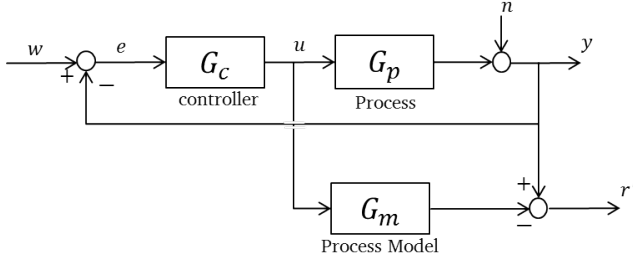 n
w
e
u
y
+
−
G_c
G_p
controller
Process
+
r
G_m
−
Process Model